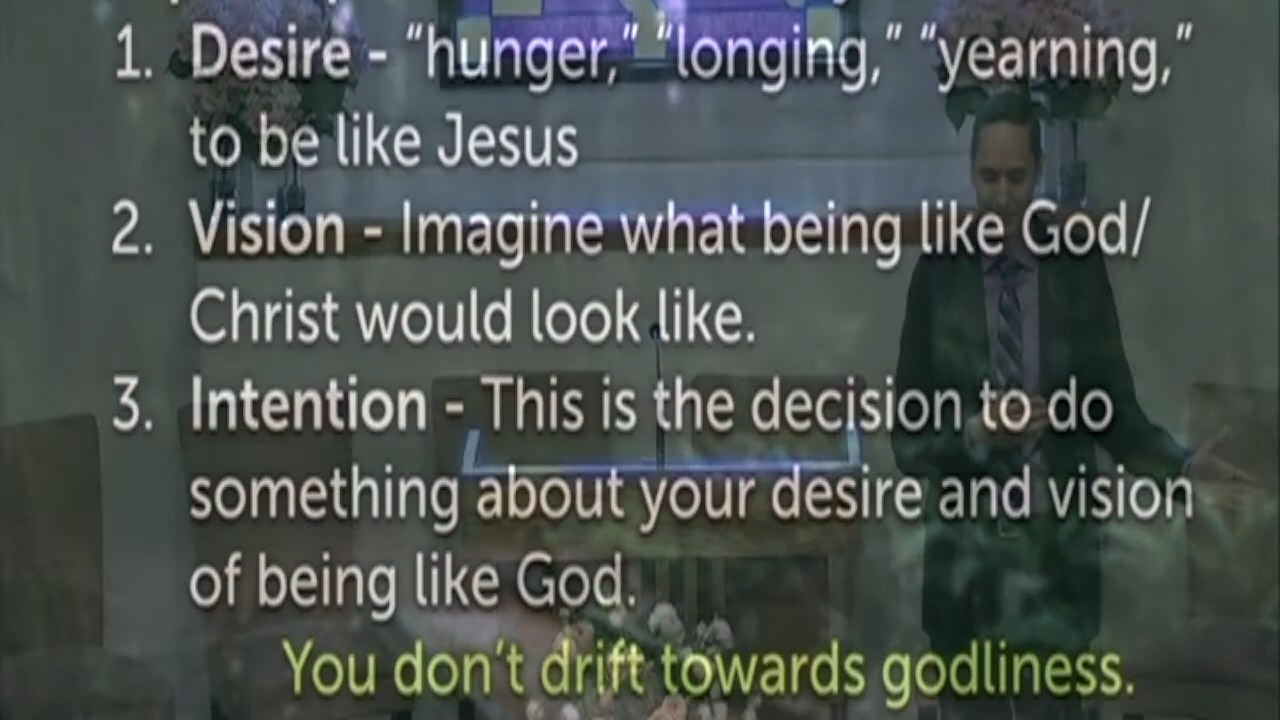 1. Desire - “hunger,” “longing,” “yearning,”
to be like Jesus
2. Vision - Imagine what being like God/
Christ would look like.
3. Intention - This is the decision to do
something about your desire and vision
of being like God.
You don’t drift towards godliness.